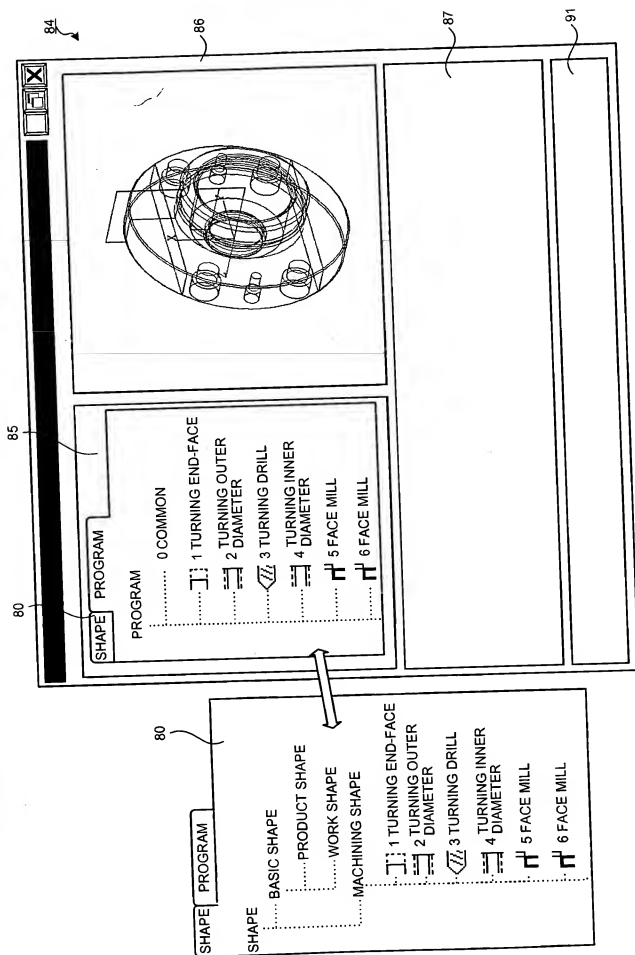 84
86
87
91
85
80
SHAPE PROGRAM
PROGRAM
0 COMMON
1 TURNING END-FACE
2 TURNING OUTER
DIAMETER
3 TURNING DRILL
4 TURNING INNER
DIAMETER
5 FACE MILL
6 FACE MILL
80
SHAPE PROGRAM
SHAPE
BASIC SHAPE
PRODUCT SHAPE
WORK SHAPE
MACHINING SHAPE
1 TURNING END-FACE
2 TURNING OUTER
DIAMETER
3 TURNING DRILL
4 TURNING INNER
DIAMETER
5 FACE MILL
6 FACE MILL